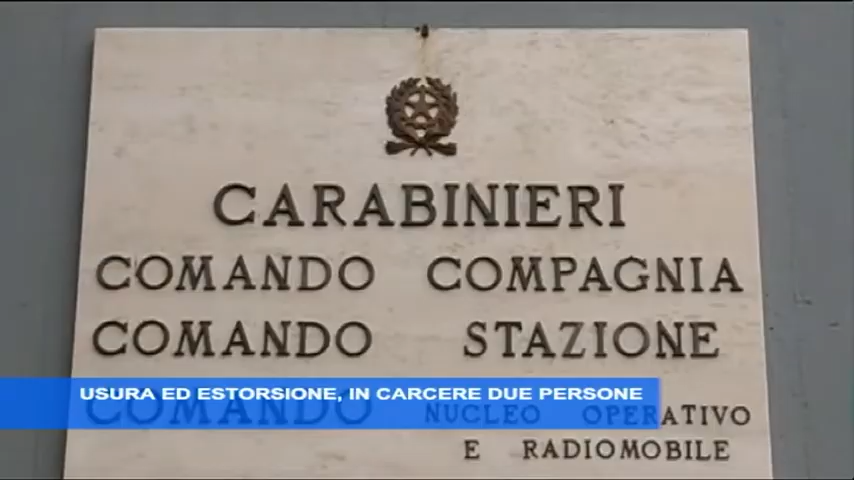 CARABINIERI
COMANDO COMPAGNIA
COMANDO STAZIONE
USURA ED ESTORSIONE, IN CARCERE DUE PERSONE
COMANDO NUCLEO OPERATIVO
E RADIOMOBILE